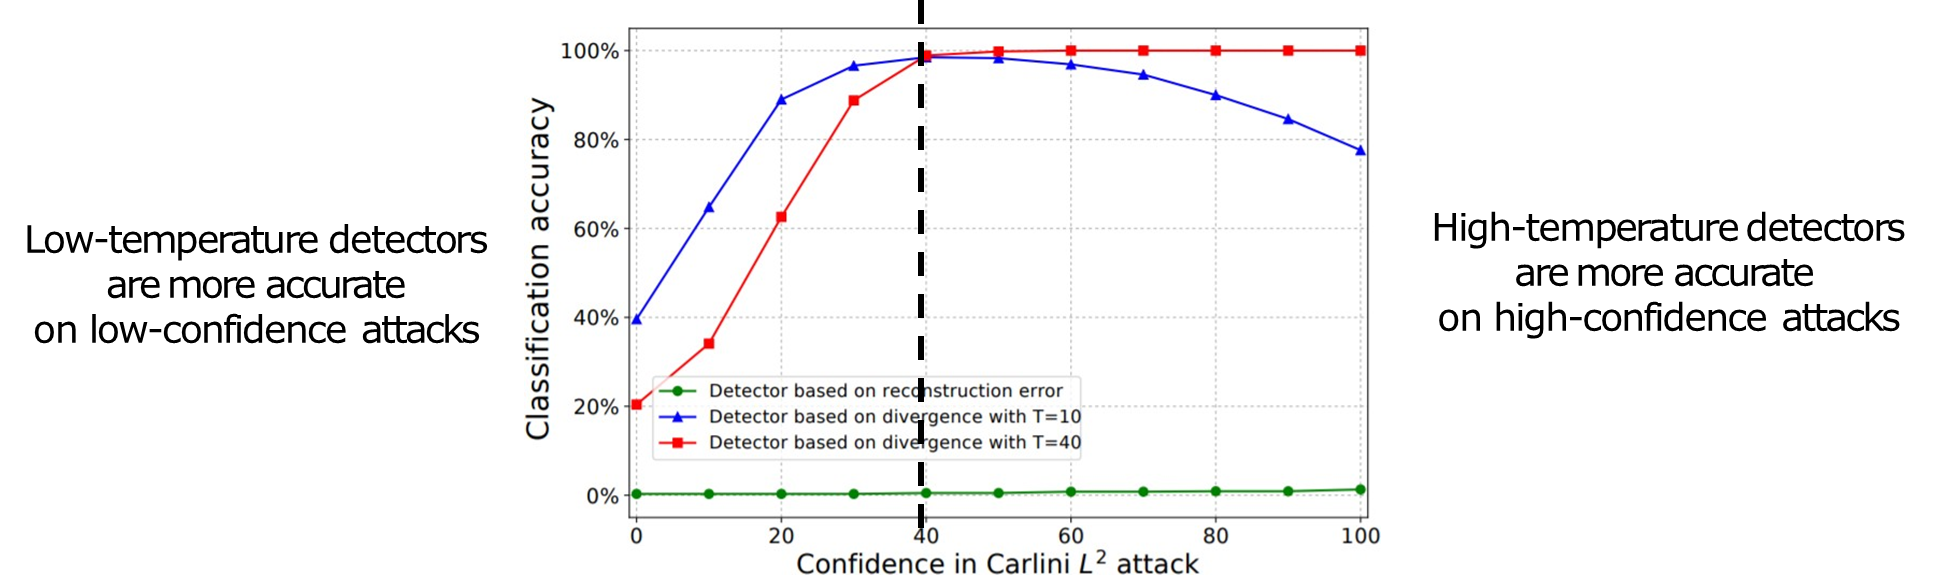 Low-temperature detectors
are more accurate
on low-confidence attacks
Classification accuracy
100%
80%
60%
40%
20%
0%
Detector based on reconstruction error
Detector based on divergence with T=10
Detector based on divergence with T=40
0 20 40 60 80 100
Confidence in Carlini L² attack
High-temperature detectors
are more accurate
on high-confidence attacks